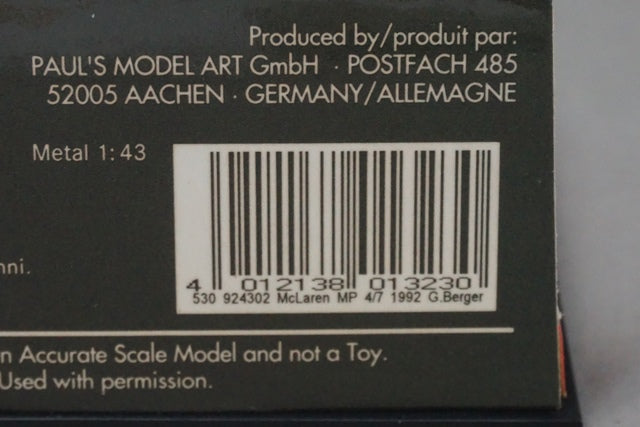 Produced by/produit par:
PAUL'S MODEL ART GmbH · POSTFACH 485
52005 AACHEN · GERMANY/ALLEMAGNE
Metal 1:43
4 012138 013230
530 924302 McLaren MP 4/7 1992 G.Berger
Accurate Scale Model and not a Toy.
Used with permission.